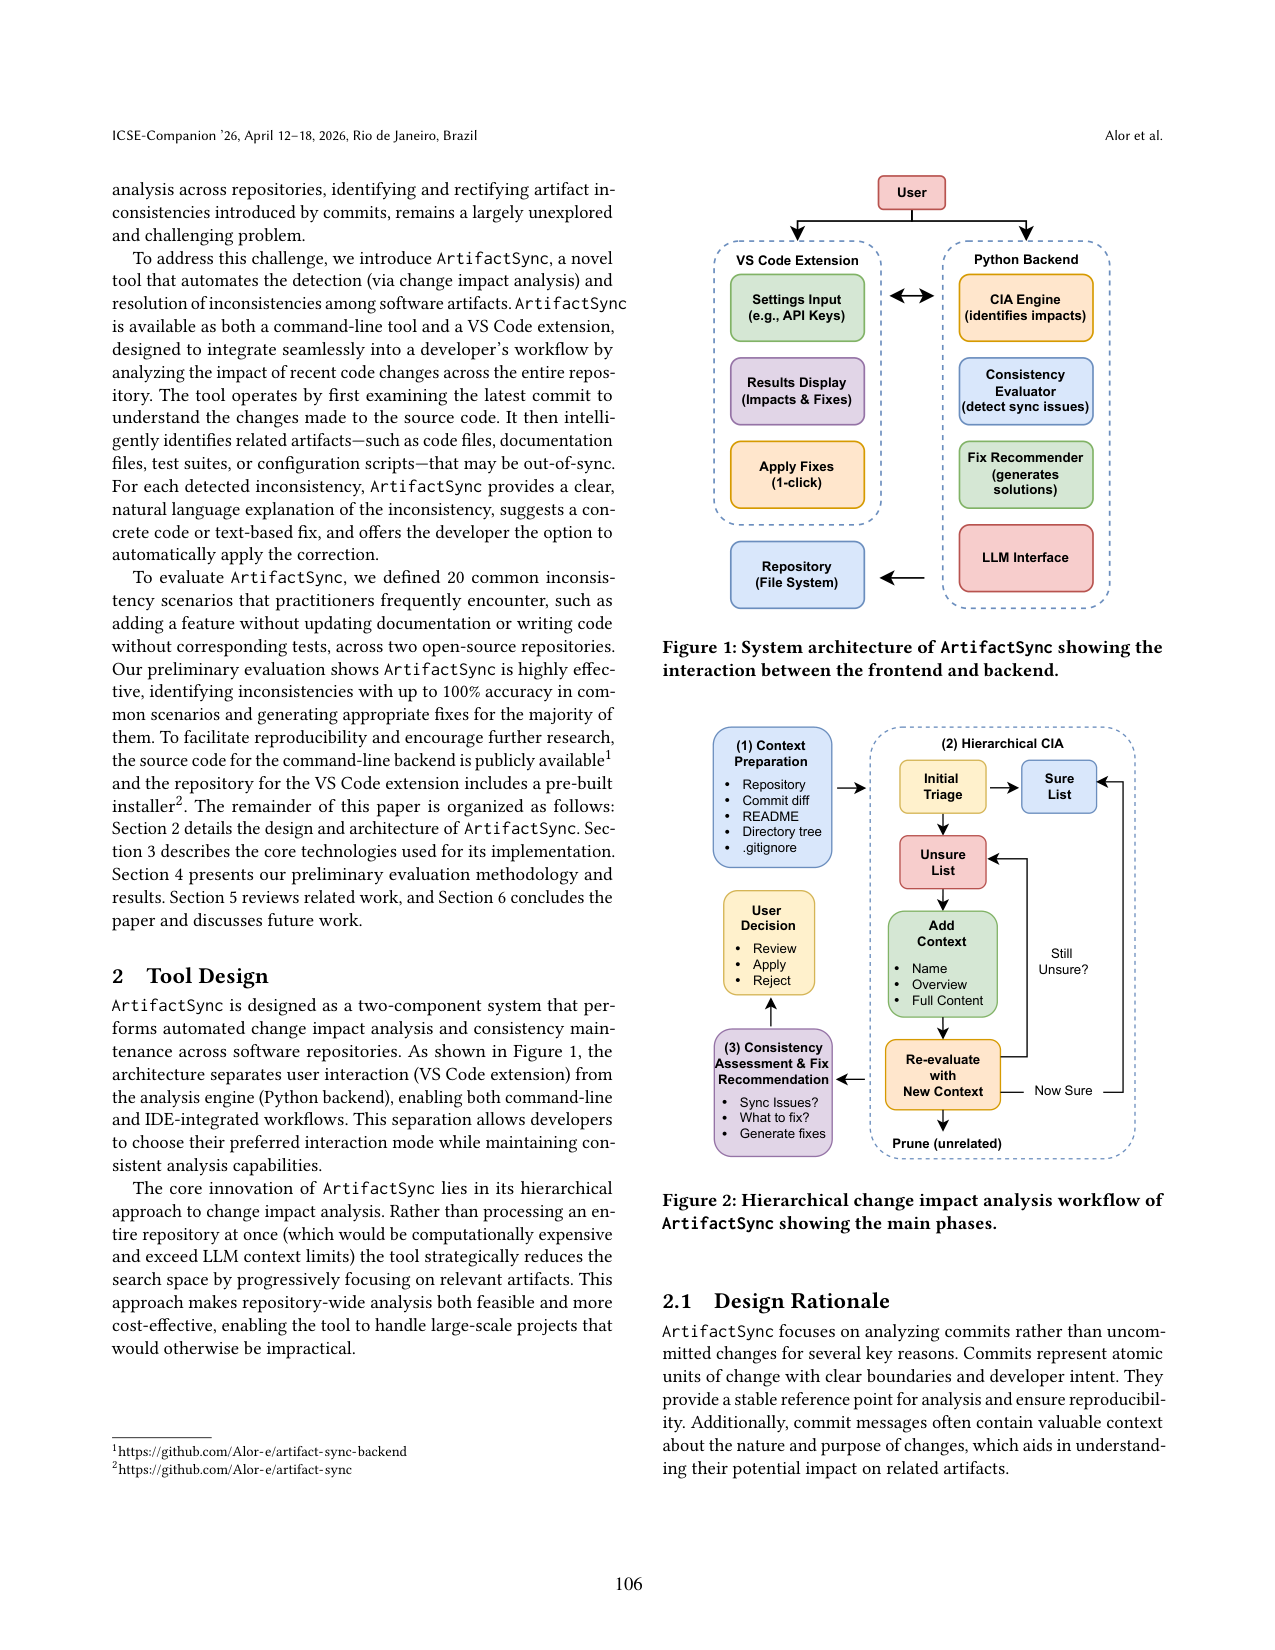 ICSE-Companion '26, April 12–18, 2026, Rio de Janeiro, Brazil
Alor et al.
analysis across repositories, identifying and rectifying artifact in-
consistencies introduced by commits, remains a largely unexplored
and challenging problem.
To address this challenge, we introduce ArtifactSync, a novel
tool that automates the detection (via change impact analysis) and
resolution of inconsistencies among software artifacts. ArtifactSync
is available as both a command-line tool and a VS Code extension,
designed to integrate seamlessly into a developer's workflow by
analyzing the impact of recent code changes across the entire repos-
itory. The tool operates by first examining the latest commit to
understand the changes made to the source code. It then intelli-
gently identifies related artifacts—such as code files, documentation
files, test suites, or configuration scripts—that may be out-of-sync.
For each detected inconsistency, ArtifactSync provides a clear,
natural language explanation of the inconsistency, suggests a con-
crete code or text-based fix, and offers the developer the option to
automatically apply the correction.
To evaluate ArtifactSync, we defined 20 common inconsis-
tency scenarios that practitioners frequently encounter, such as
adding a feature without updating documentation or writing code
without corresponding tests, across two open-source repositories.
Our preliminary evaluation shows ArtifactSync is highly effec-
tive, identifying inconsistencies with up to 100% accuracy in com-
mon scenarios and generating appropriate fixes for the majority of
them. To facilitate reproducibility and encourage further research,
the source code for the command-line backend is publicly available1
and the repository for the VS Code extension includes a pre-built
installer2. The remainder of this paper is organized as follows:
Section 2 details the design and architecture of ArtifactSync. Sec-
tion 3 describes the core technologies used for its implementation.
Section 4 presents our preliminary evaluation methodology and
results. Section 5 reviews related work, and Section 6 concludes the
paper and discusses future work.
2 Tool Design
ArtifactSync is designed as a two-component system that per-
forms automated change impact analysis and consistency main-
tenance across software repositories. As shown in Figure 1, the
architecture separates user interaction (VS Code extension) from
the analysis engine (Python backend), enabling both command-line
and IDE-integrated workflows. This separation allows developers
to choose their preferred interaction mode while maintaining con-
sistent analysis capabilities.
The core innovation of ArtifactSync lies in its hierarchical
approach to change impact analysis. Rather than processing an en-
tire repository at once (which would be computationally expensive
and exceed LLM context limits) the tool strategically reduces the
search space by progressively focusing on relevant artifacts. This
approach makes repository-wide analysis both feasible and more
cost-effective, enabling the tool to handle large-scale projects that
would otherwise be impractical.
1https://github.com/Alor-e/artifact-sync-backend
2https://github.com/Alor-e/artifact-sync
User
VS Code Extension
Settings Input
(e.g., API Keys)
Results Display
(Impacts & Fixes)
Apply Fixes
(1-click)
Repository
(File System)
Python Backend
CIA Engine
(identifies impacts)
Consistency
Evaluator
(detect sync issues)
Fix Recommender
(generates
solutions)
LLM Interface
Figure 1: System architecture of ArtifactSync showing the
interaction between the frontend and backend.
(1) Context
Preparation
• Repository
• Commit diff
• README
• Directory tree
• .gitignore
(2) Hierarchical CIA
Initial
Triage
Sure
List
Unsure
List
Add
Context
• Name
• Overview
• Full Content
Still
Unsure?
Re-evaluate
with
New Context
Now Sure
Prune (unrelated)
User
Decision
• Review
• Apply
• Reject
(3) Consistency
Assessment & Fix
Recommendation
• Sync Issues?
• What to fix?
• Generate fixes
Figure 2: Hierarchical change impact analysis workflow of
ArtifactSync showing the main phases.
2.1 Design Rationale
ArtifactSync focuses on analyzing commits rather than uncom-
mitted changes for several key reasons. Commits represent atomic
units of change with clear boundaries and developer intent. They
provide a stable reference point for analysis and ensure reproducibil-
ity. Additionally, commit messages often contain valuable context
about the nature and purpose of changes, which aids in understand-
ing their potential impact on related artifacts.
106